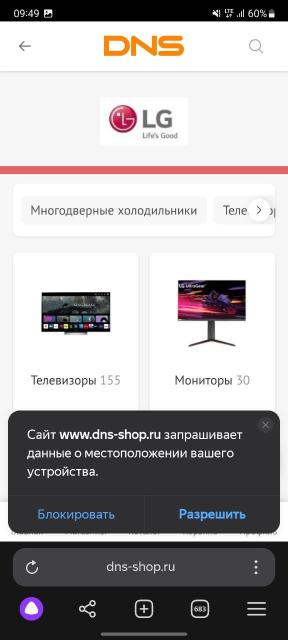 09:49 LTE 60%
DNS
LG
Life's Good
Многодверные холодильники
Телевизоры 155
Мониторы 30
Сайт www.dns-shop.ru запрашивает
данные о местоположении вашего
устройства.
Блокировать Разрешить
dns-shop.ru
683